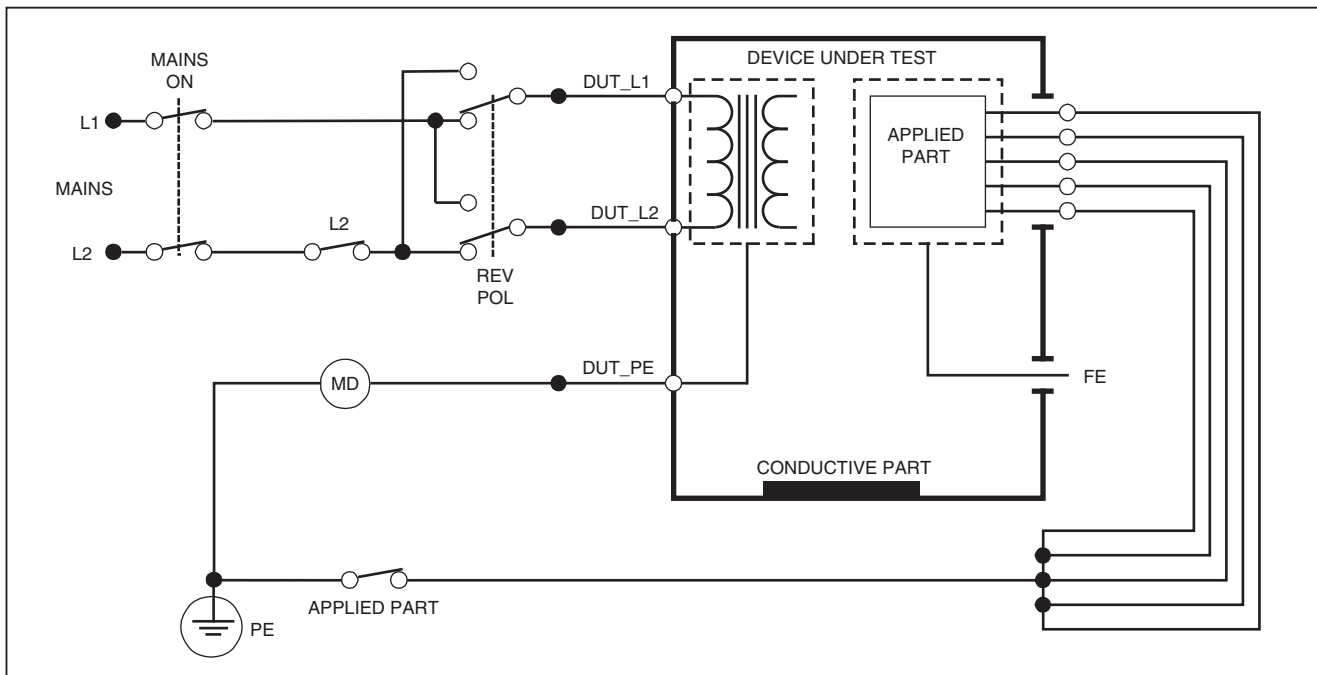 MAINS
ON
L1
MAINS
L2
L2
REV
POL
DUT_L1
DUT_L2
DUT_PE
MD
DEVICE UNDER TEST
APPLIED
PART
FE
CONDUCTIVE PART
APPLIED PART
PE